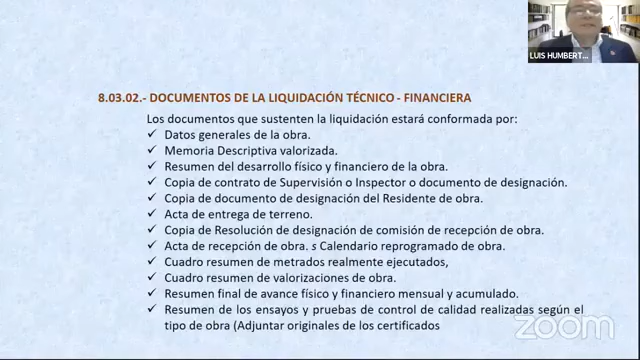 LUIS HUMBERT...
8.03.02.- DOCUMENTOS DE LA LIQUIDACIÓN TÉCNICO - FINANCIERA
Los documentos que sustenten la liquidación estará conformada por:
✓ Datos generales de la obra.
✓ Memoria Descriptiva valorizada.
✓ Resumen del desarrollo físico y financiero de la obra.
✓ Copia de contrato de Supervisión o Inspector o documento de designación.
✓ Copia de documento de designación del Residente de obra.
✓ Acta de entrega de terreno.
✓ Copia de Resolución de designación de comisión de recepción de obra.
✓ Acta de recepción de obra. s Calendario reprogramado de obra.
✓ Cuadro resumen de metrados realmente ejecutados,
✓ Cuadro resumen de valorizaciones de obra.
✓ Resumen final de avance físico y financiero mensual y acumulado.
✓ Resumen de los ensayos y pruebas de control de calidad realizadas según el
tipo de obra (Adjuntar originales de los certificados
zoom